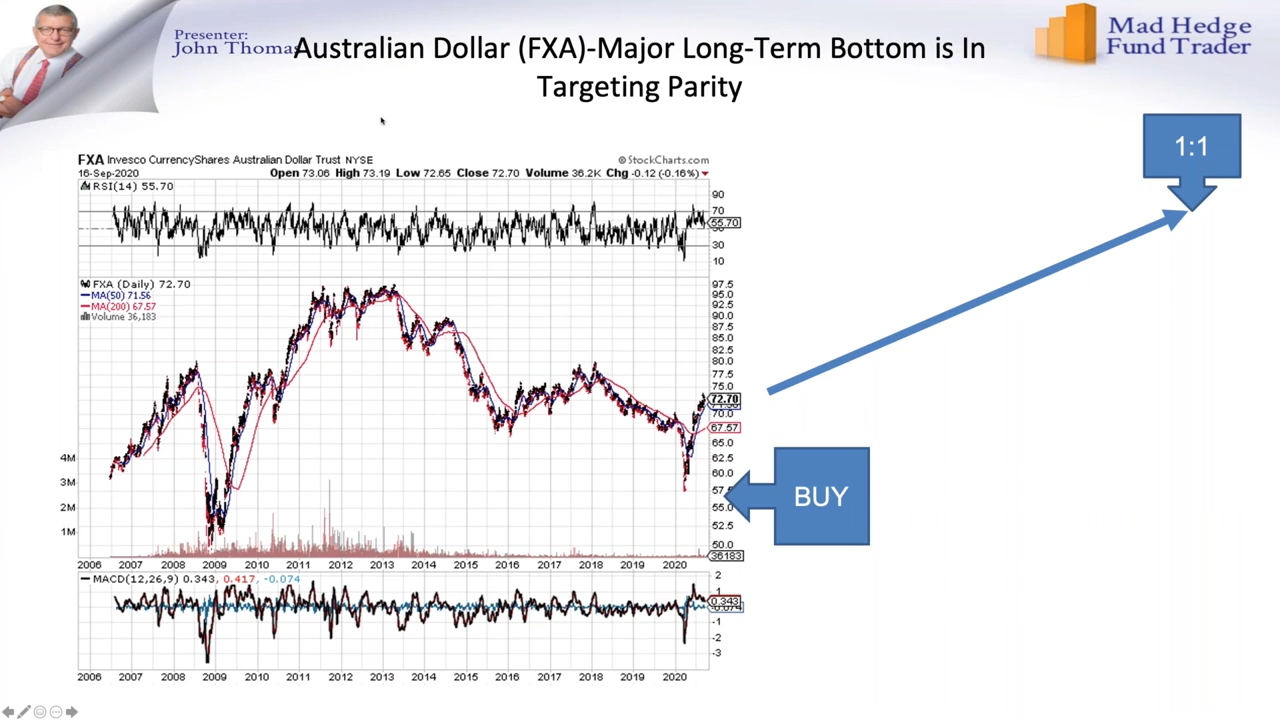 Presenter:
John Thomas
Australian Dollar (FXA)-Major Long-Term Bottom is In
Targeting Parity
Mad Hedge
Fund Trader
1:1
FXA Invesco CurrencyShares Australian Dollar Trust NYSE
© StockCharts.com
16-Sep-2020
Open 73.06 High 73.19 Low 72.65 Close 72.70 Volume 36.2K Chg -0.12 (-0.16%)
RSI(14) 55.70
90
70
55.70
30
10
FXA (Daily) 72.70
MA(50) 71.56
MA(200) 67.57
Volume 36,183
97.5
95.0
92.5
90.0
87.5
85.0
82.5
80.0
77.5
75.0
72.70
70.0
67.57
65.0
62.5
60.0
57.5
55.0
52.5
50.0
36183
4M
3M
2M
1M
BUY
2006 2007 2008 2009 2010 2011 2012 2013 2014 2015 2016 2017 2018 2019 2020
MACD(12,26,9) 0.343, 0.417, -0.074
2
1
0.343
-1
-2
-3
2006 2007 2008 2009 2010 2011 2012 2013 2014 2015 2016 2017 2018 2019 2020